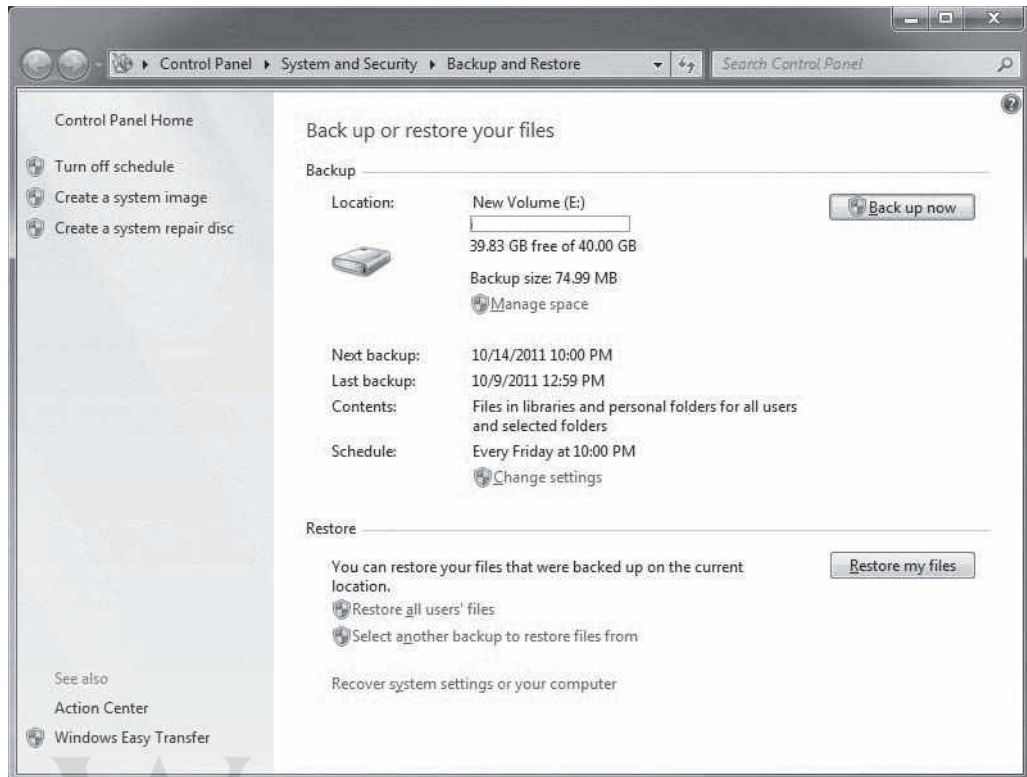 Control Panel System and Security Backup and Restore Search Control Panel
Control Panel Home
Turn off schedule
Create a system image
Create a system repair disc
Back up or restore your files
Backup
Location: New Volume (E:) Back up now
39.83 GB free of 40.00 GB
Backup size: 74.99 MB
Manage space
Next backup: 10/14/2011 10:00 PM
Last backup: 10/9/2011 12:59 PM
Contents: Files in libraries and personal folders for all users
and selected folders
Schedule: Every Friday at 10:00 PM
Change settings
Restore
You can restore your files that were backed up on the current
location.
Restore my files
Restore all users' files
Select another backup to restore files from
Recover system settings or your computer
See also
Action Center
Windows Easy Transfer